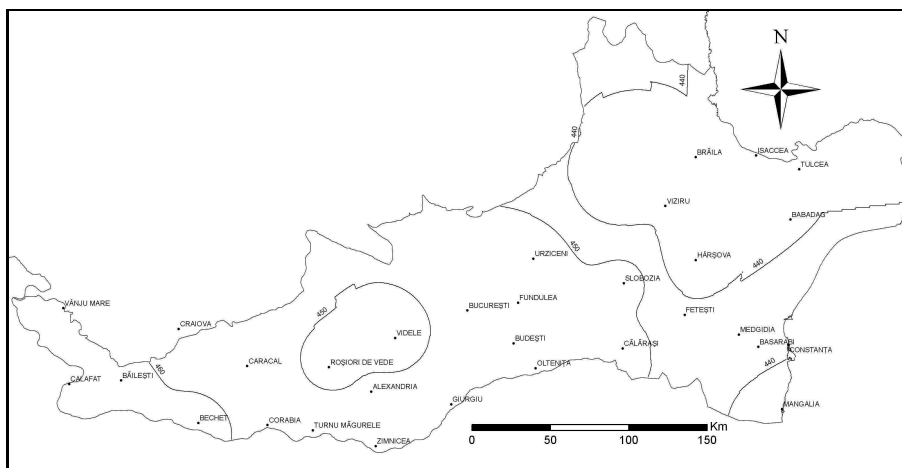 N
440
440
BRĂILA
ISACCEA
TULCEA
VIZIRU
BABADAG
450
URZICENI
HÂRȘOVA
440
SLOBOZIA
VÂNJU MARE
FUNDULEA
450
BUCUREȘTI
FETEȘTI
CRAIOVA
VIDELE
MEDGIDIA
BUDEȘTI
CĂLĂRAȘI
BASARABI
CONSTANȚA
CARACAL
ROȘIORI DE VEDE
OLTENIȚA
440
460
CALAFAT
BĂILEȘTI
ALEXANDRIA
GIURGIU
MANGALIA
BECHET
CORABIA
TURNU MĂGURELE
ZIMNICEA
0 50 100 150 Km